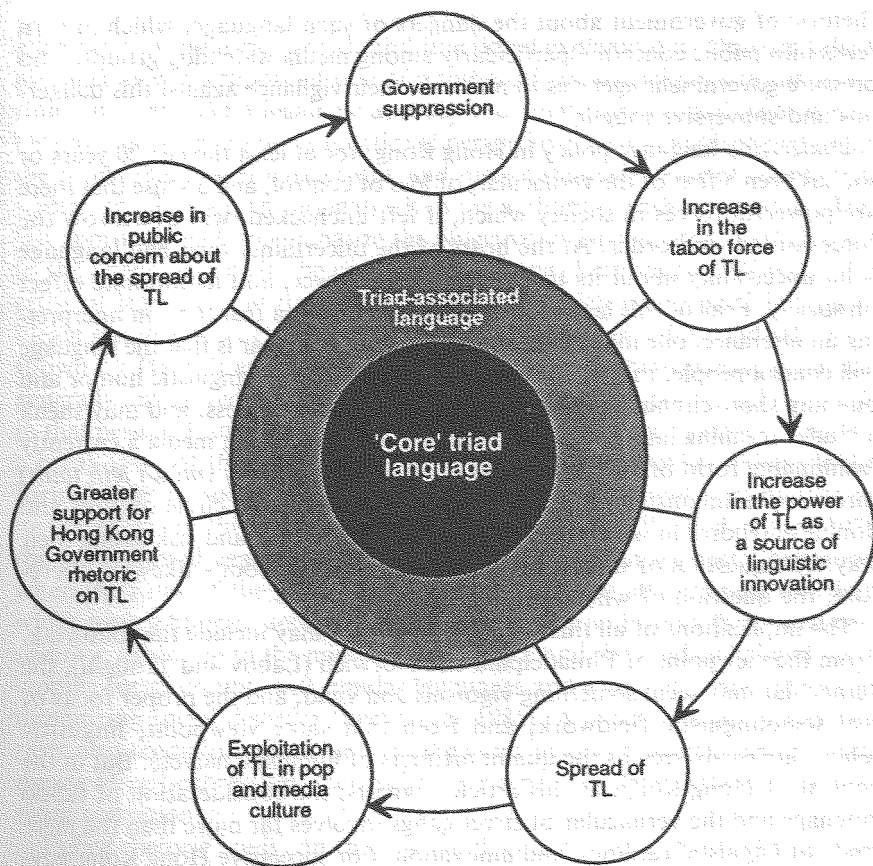 Government
suppression
Increase
in the
taboo force
of TL
Increase
in the power
of TL as
a source of
linguistic
innovation
Spread of
TL
Exploitation
of TL in pop
and media
culture
Greater
support for
Hong Kong
Government
rhetoric
on TL
Increase in
public
concern about
the spread of
TL
Triad-associated
language
'Core' triad
language